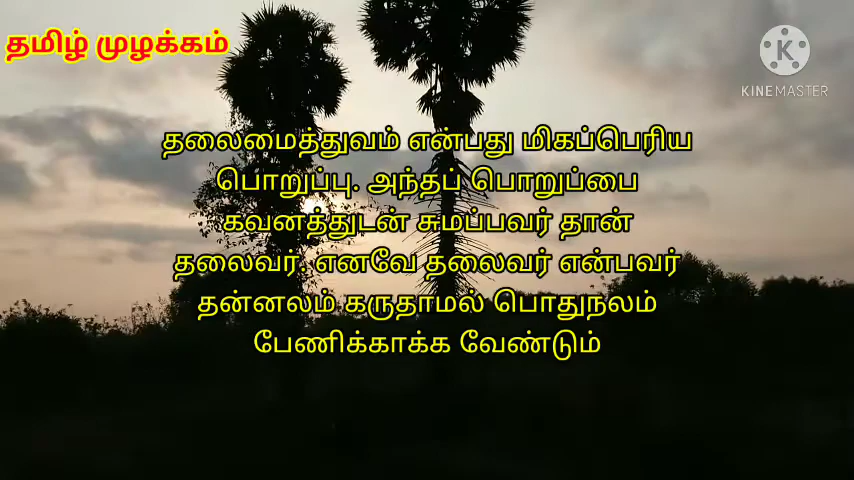 தமிழ் முழக்கம்
KINEMASTER
தலைமைத்துவம் என்பது மிகப்பெரிய
பொறுப்பு. அந்தப் பொறுப்பை
கவனத்துடன் சுமப்பவர் தான்
தலைவர். எனவே தலைவர் என்பவர்
தன்னலம் கருதாமல் பொதுநலம்
பேணிக்காக்க வேண்டும்